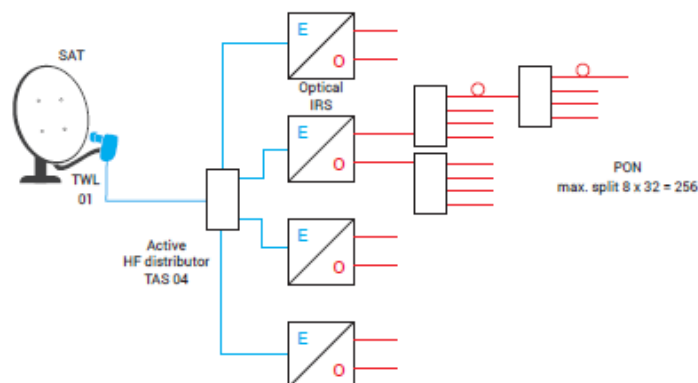 SAT
TWL
01
Active
HF distributor
TAS 04
E
O
Optical
IRS
E
O
E
O
E
O
PON
max. split 8 x 32 = 256